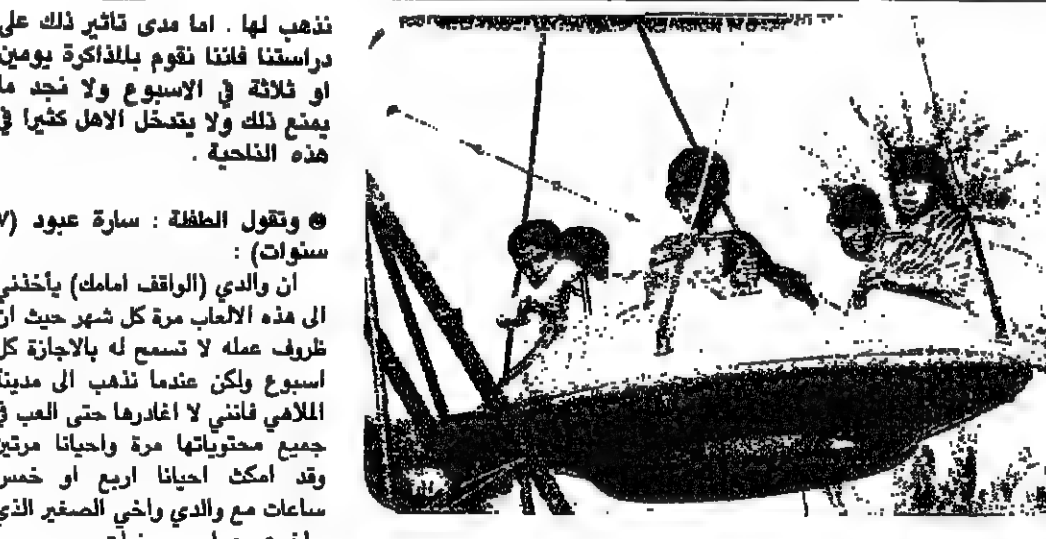 نذهب لها . اما مدى تأثير ذلك على
دراستنا فاننا نقوم بالمذاكرة يومين
او ثلاثة في الاسبوع ولا نجد ما
يمنع ذلك ولا يتدخل الاهل كثيرا في
هذه الناحية .
● وتقول الطفلة : سارة عبود (٧
سنوات) :
أن والدي (الواقف امامك) يأخذني
الى هذه الالعاب مرة كل شهر حيث ان
ظروف عمله لا تسمح له بالاجازة كل
اسبوع ولكن عندما نذهب الى مدينة
الملاهي فانني لا اغادرها حتى العب في
جميع محتوياتها مرة واحيانا مرتين
وقد امكث احيانا اربع او خمس
ساعات مع والدي واخي الصغير الذي